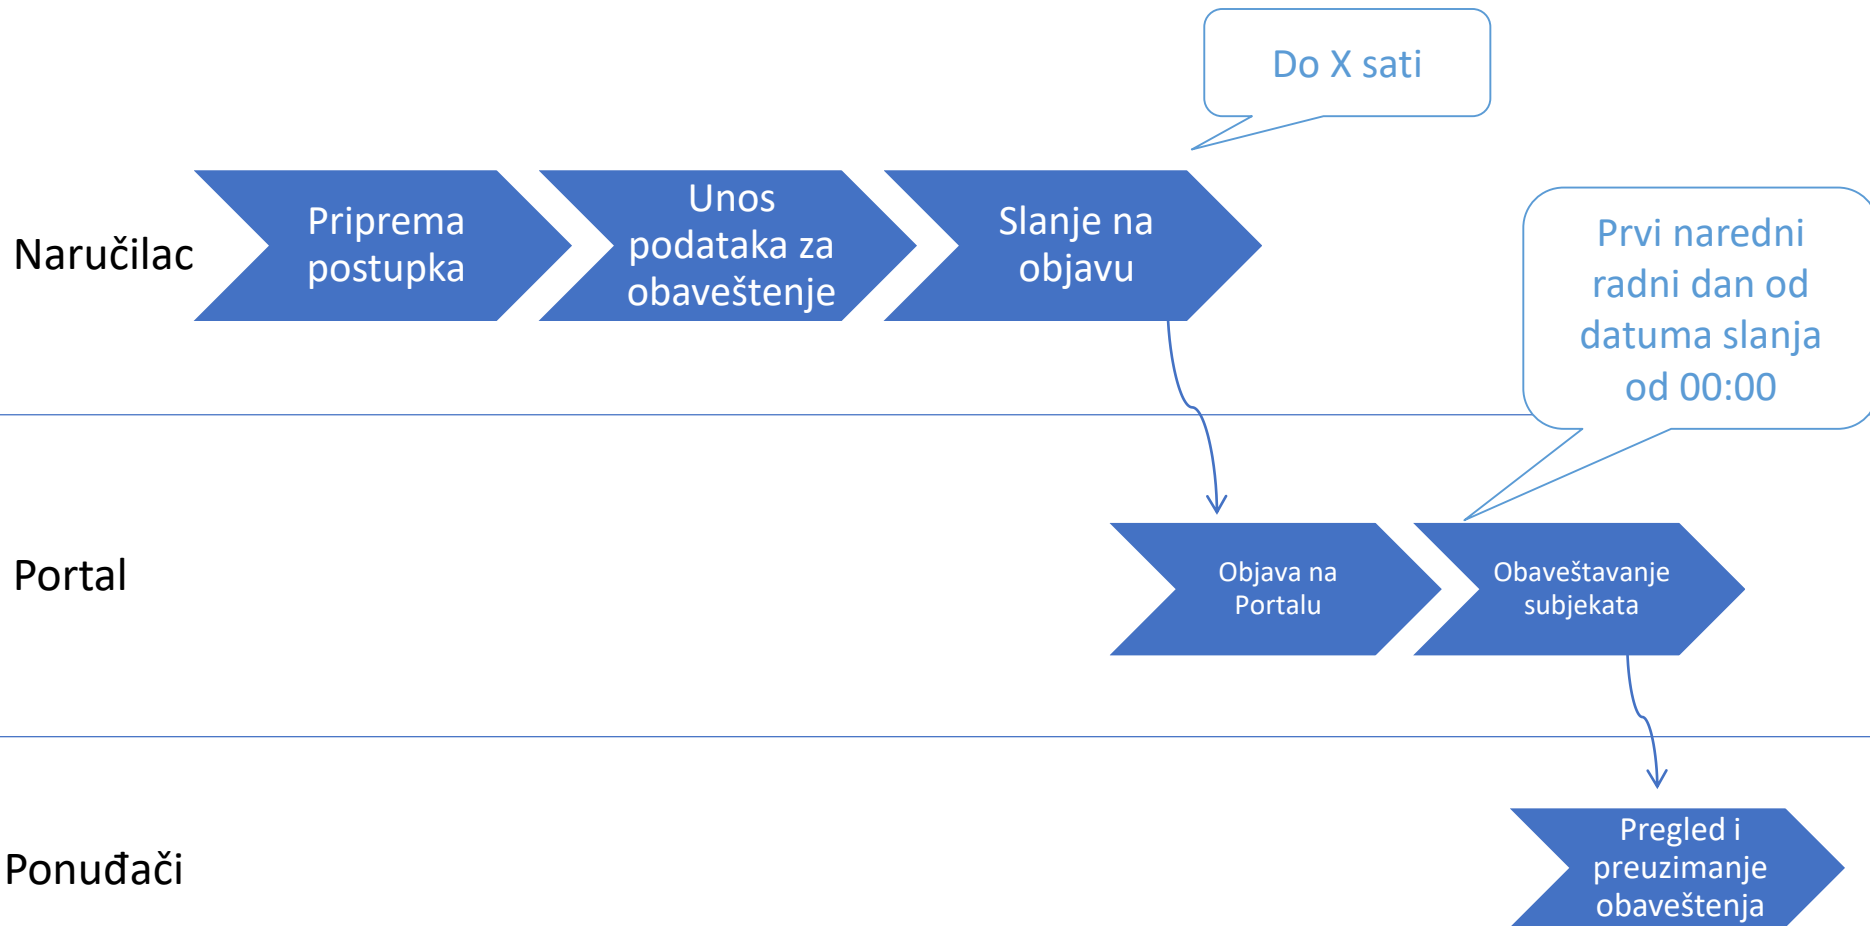 Do X sati
Naručilac
Priprema
postupka
Unos
podataka za
obaveštenje
Slanje na
objavu
Prvi naredni
radni dan od
datuma slanja
od 00:00
Portal
Objava na
Portalu
Obaveštavanje
subjekata
Ponuđači
Pregled i
preuzimanje
obaveštenja